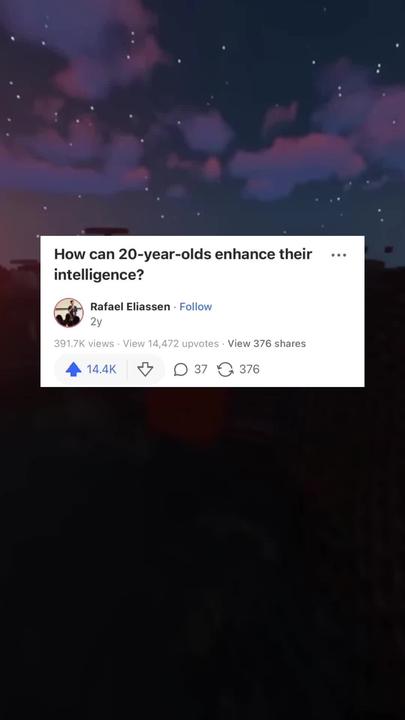 How can 20-year-olds enhance their
intelligence?
Rafael Eliassen · Follow
2y
391.7K views · View 14,472 upvotes · View 376 shares
14.4K 37 376